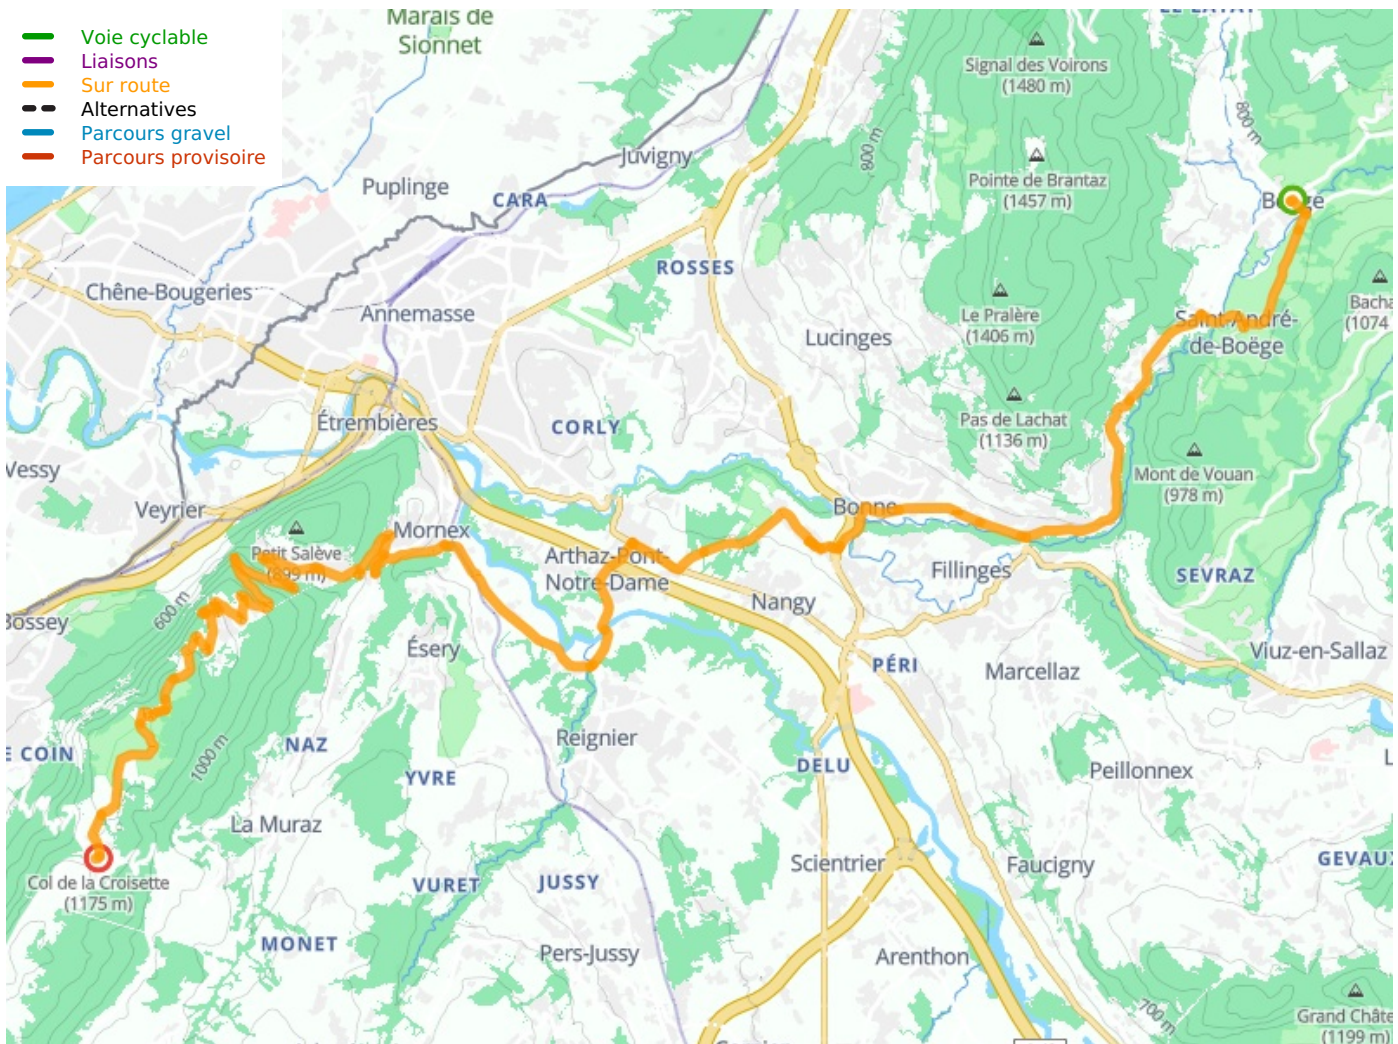 Voie cyclable
Liaisons
Sur route
Alternatives
Parcours gravel
Parcours provisoire
Marais de
Sionnet
Signal des Voirons
(1480 m)
800 m
800 m
Juvigny
Puplinge
CARA
Pointe de Brantaz
(1457 m)
ROSSES
Chêne-Bougeries
Annemasse
Lucinges
Le Pralère
(1406 m)
Saint-André-
de-Boëge
Bacha
(1074
Étrembières
CORLY
Pas de Lachat
(1136 m)
Vessy
Mont de Vouan
(978 m)
Veyrier
Mornex
Bonne
Petit Salève
(899 m)
Arthaz-Pont-
Notre-Dame
Fillinges
SEVRAZ
600 m
Nangy
Bossey
Ésery
PÉRI
Marcellaz
Viuz-en-Sallaz
E COIN
NAZ
1000 m
Reignier
YVRE
DELU
Peillonnex
La Muraz
Col de la Croisette
(1175 m)
VURET
JUSSY
Scientrier
Faucigny
GEVAUX
MONET
Pers-Jussy
Arenthon
700 m
Grand Châte
(1199 m)